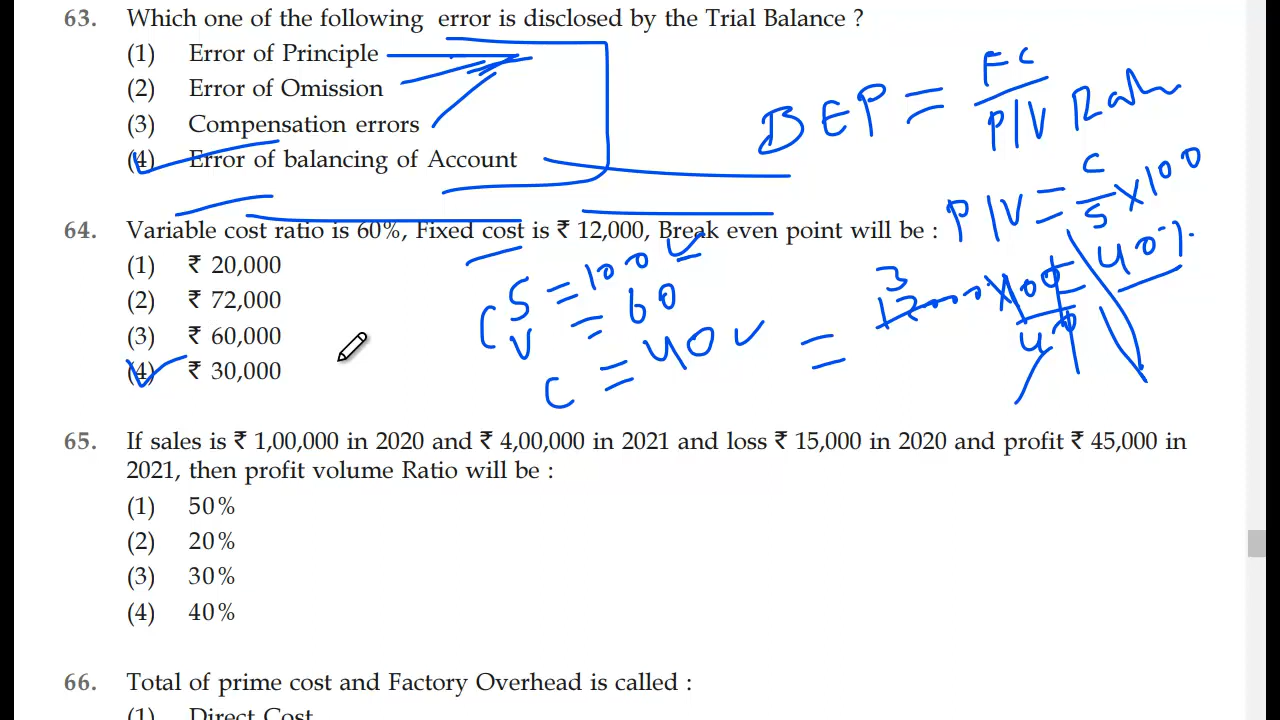 63. Which one of the following error is disclosed by the Trial Balance ?
(1) Error of Principle
(2) Error of Omission
(3) Compensation errors
(4) Error of balancing of Account
BEP = FC / P/V Ratio
P/V = C/S × 100
= 40%
64. Variable cost ratio is 60%, Fixed cost is ₹ 12,000, Break even point will be :
(1) ₹ 20,000
(2) ₹ 72,000
(3) ₹ 60,000
(4) ₹ 30,000
S = 100
V = 60
C = 40
= 12000 × 100 / 40
3
65. If sales is ₹ 1,00,000 in 2020 and ₹ 4,00,000 in 2021 and loss ₹ 15,000 in 2020 and profit ₹ 45,000 in
2021, then profit volume Ratio will be :
(1) 50%
(2) 20%
(3) 30%
(4) 40%
66. Total of prime cost and Factory Overhead is called :
(1) Direct Cost